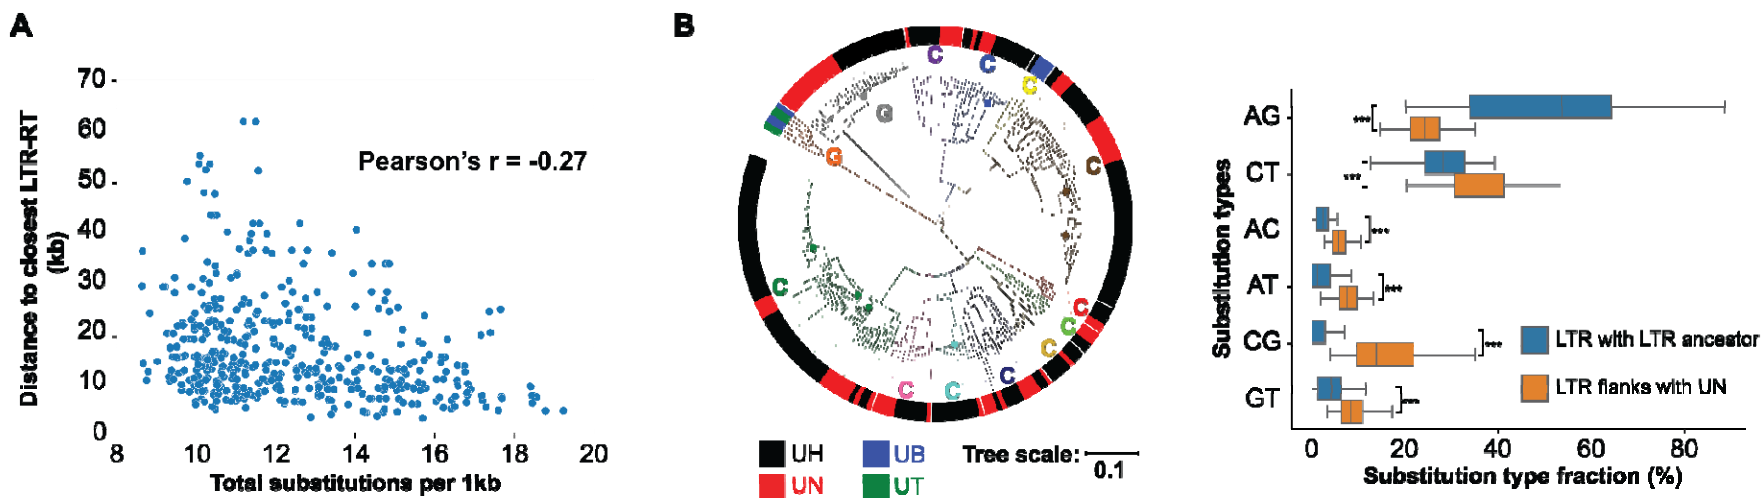 A
70
60
50
40
30
20
10
0
Distance to closest LTR-RT
(kb)
Pearson's r = -0.27
8 10 12 14 16 18 20
Total substitutions per 1kb
B
C
C
C
C
G
G
C
C
C
C
C
C
C
UH
UB
UN
UT
Tree scale:
0.1
Substitution types
AG
***
CT
***
AC
***
AT
***
CG
***
GT
***
LTR with LTR ancestor
LTR flanks with UN
0 20 40 60 80
Substitution type fraction (%)